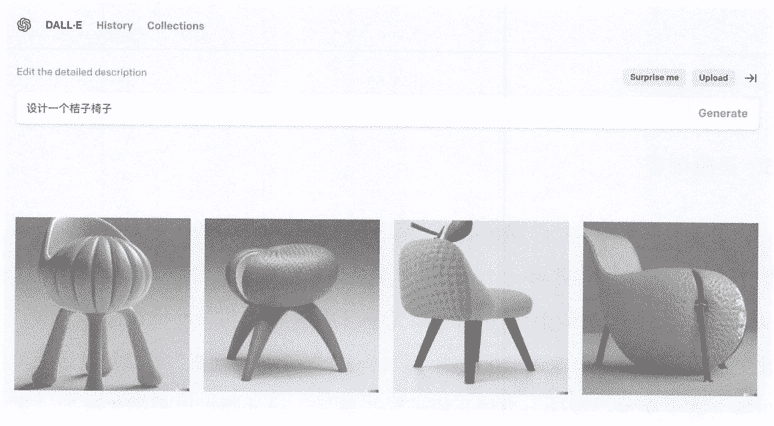 DALL·E History Collections
Edit the detailed description
Surprise me Upload
设计一个桔子椅子
Generate